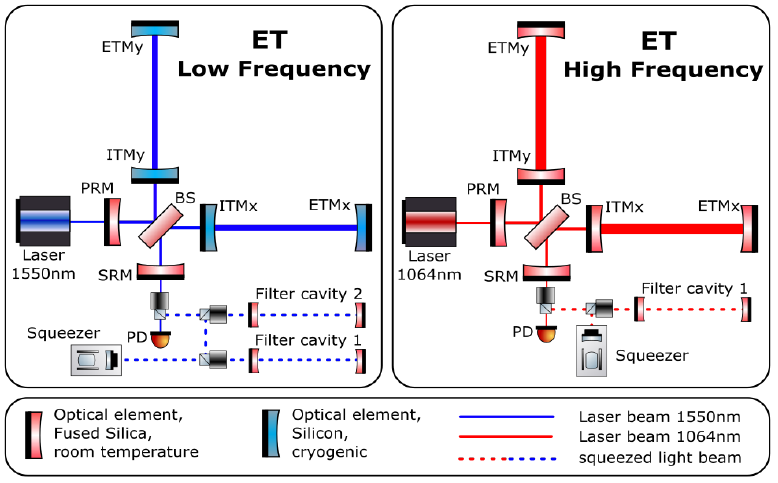 ET
Low Frequency
ETMy
ITMy
PRM
BS
ITMx
ETMx
Laser
1550nm
SRM
Filter cavity 2
PD
Squeezer
Filter cavity 1
ET
High Frequency
ETMy
ITMy
PRM
BS
ITMx
ETMx
Laser
1064nm
SRM
Filter cavity 1
PD
Squeezer
Optical element,
Fused Silica,
room temperature
Optical element,
Silicon,
cryogenic
Laser beam 1550nm
Laser beam 1064nm
squeezed light beam